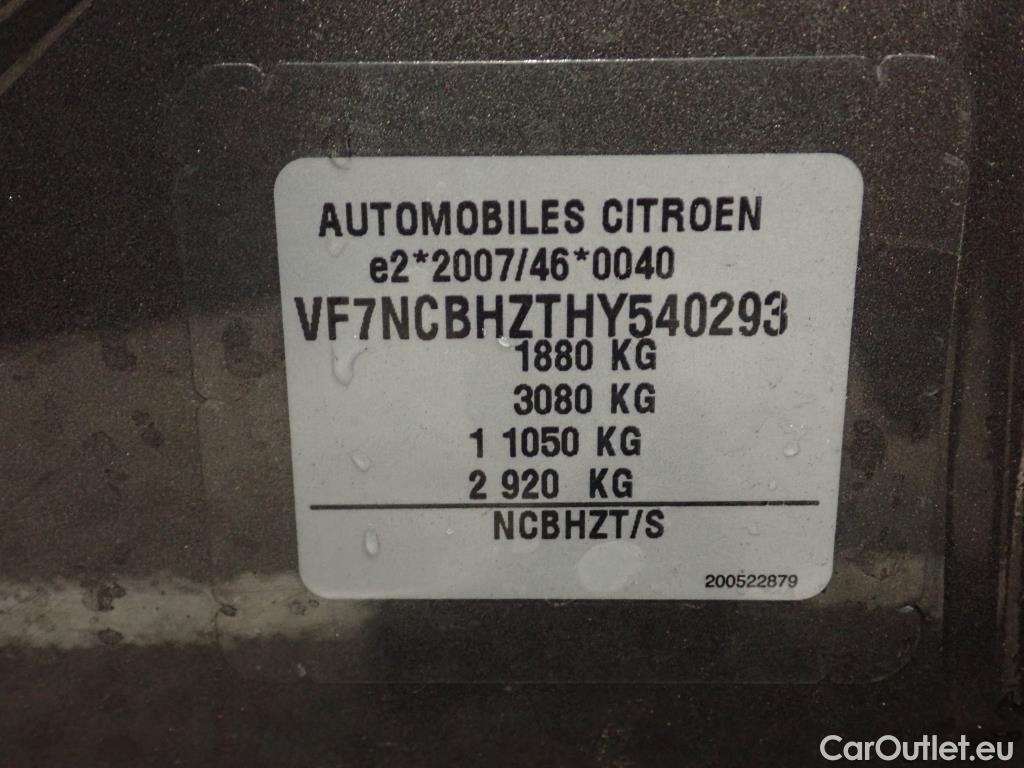 AUTOMOBILES CITROEN
e2*2007/46*0040
VF7NCBHZTHY540293
1880 KG
3080 KG
1 1050 KG
2 920 KG
NCBHZT/S
200522879
CarOutlet.eu